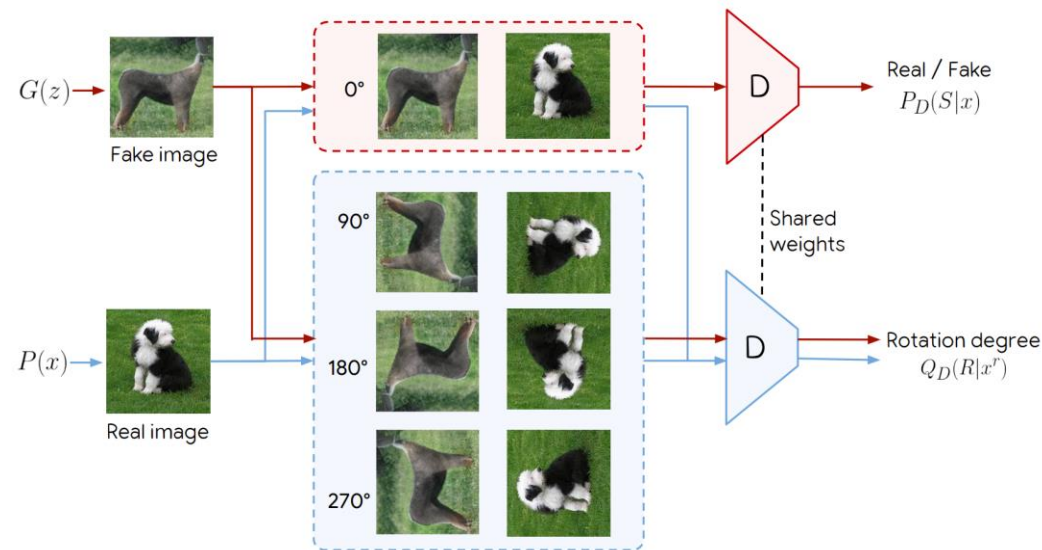 G(z)
Fake image
0°
D
Real / Fake
P_D(S|x)
90°
Shared
weights
P(x)
Real image
180°
D
Rotation degree
Q_D(R|x^r)
270°